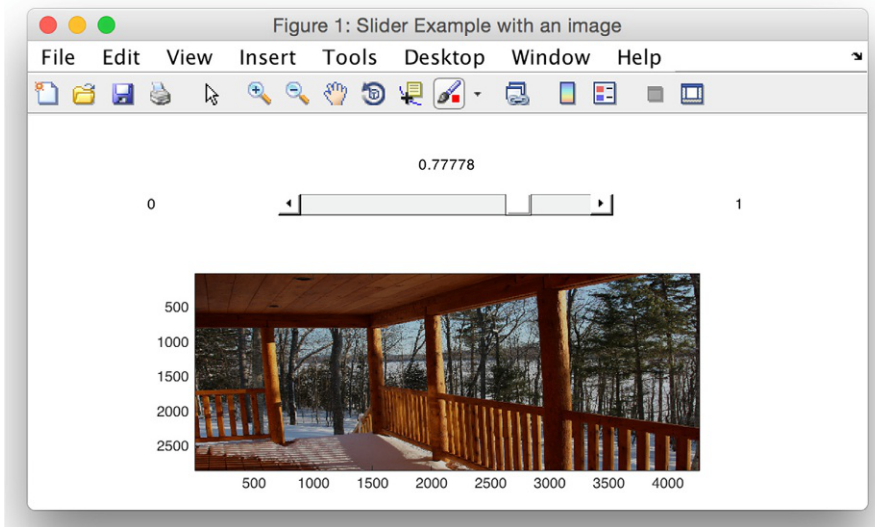 Figure 1: Slider Example with an image
File Edit View Insert Tools Desktop Window Help
0.77778
0 1
500
1000
1500
2000
2500
500 1000 1500 2000 2500 3000 3500 4000